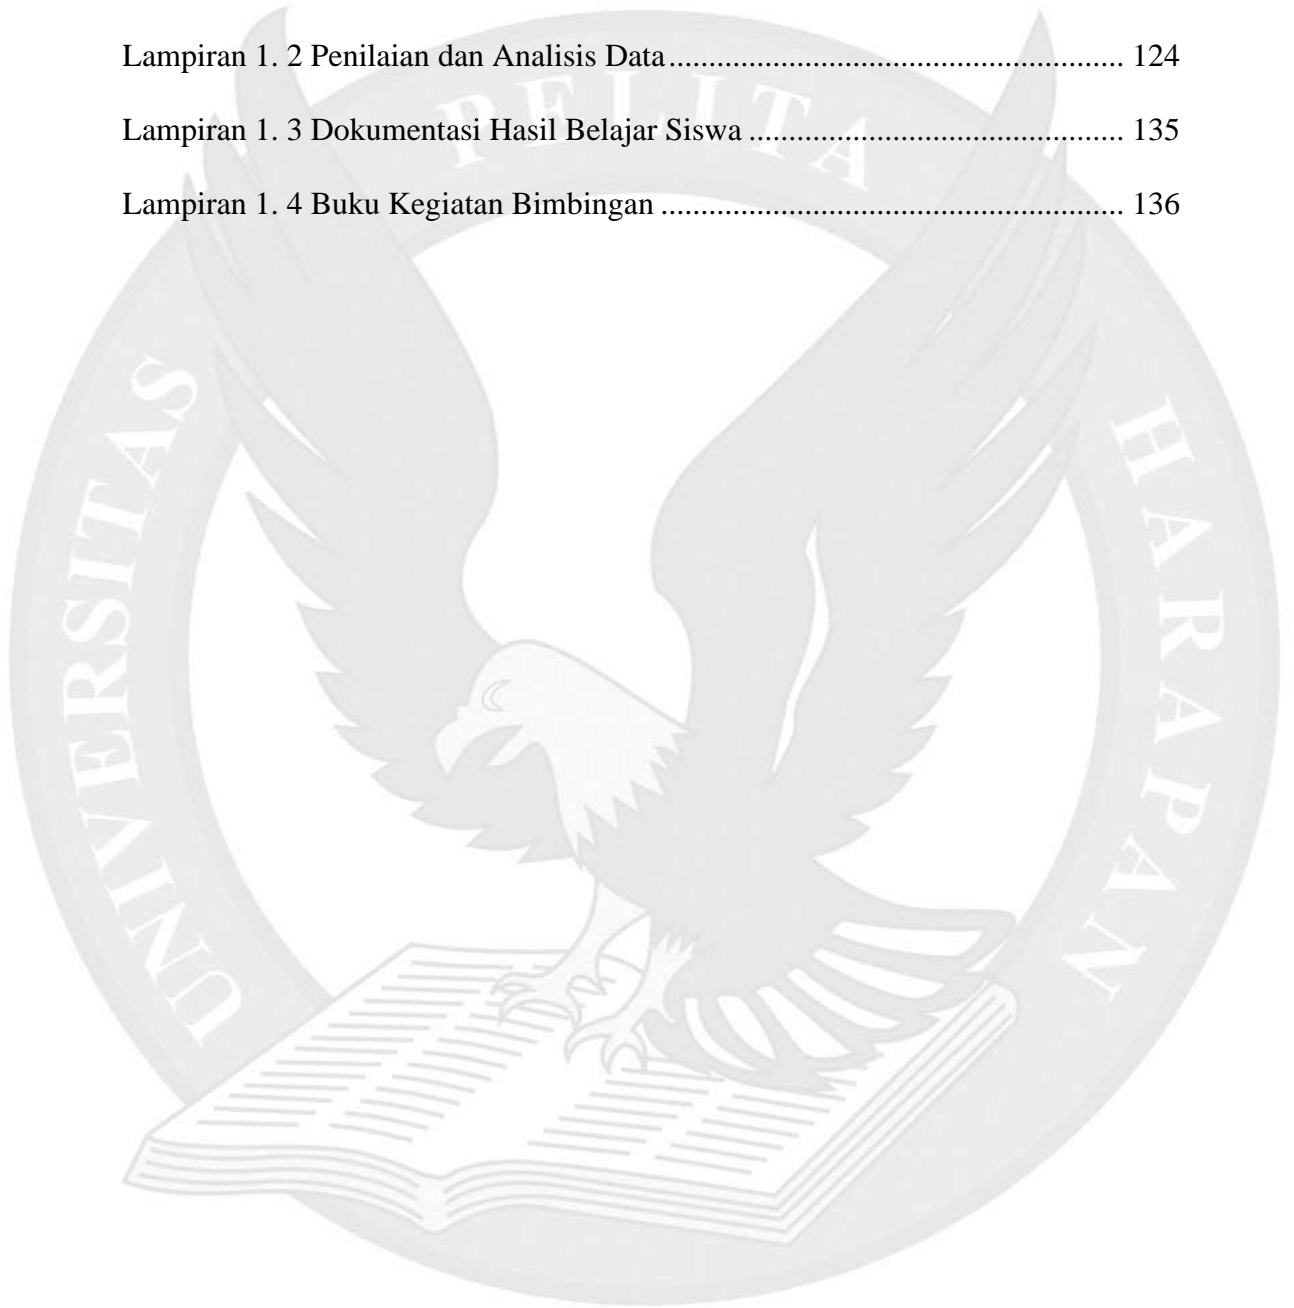 Lampiran 1. 2 Penilaian dan Analisis Data......................................................... 124
Lampiran 1. 3 Dokumentasi Hasil Belajar Siswa ............................................... 135
Lampiran 1. 4 Buku Kegiatan Bimbingan .......................................................... 136
UNIVERSITAS PELITA HARAPAN